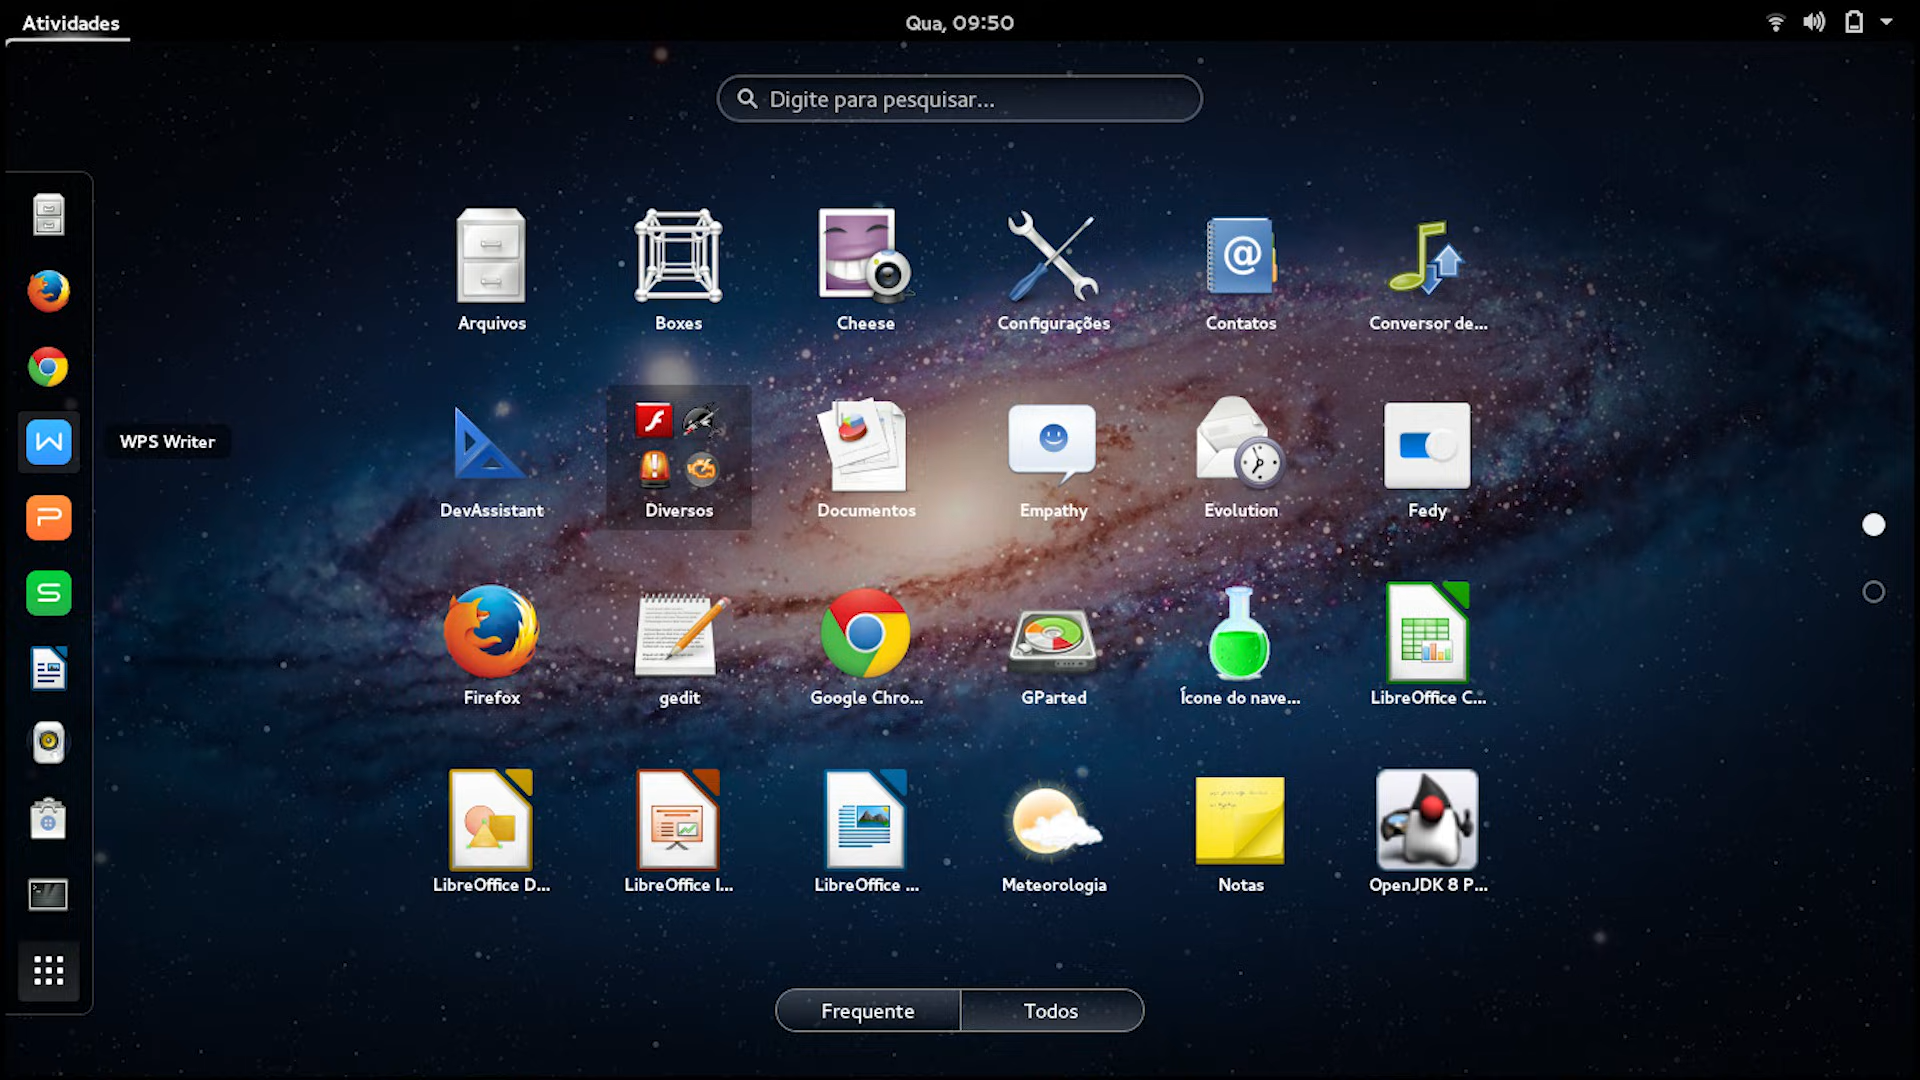 Atividades
Qua, 09:50
Digite para pesquisar...
Arquivos
Boxes
Cheese
Configurações
Contatos
Conversor de...
WPS Writer
DevAssistant
Diversos
Documentos
Empathy
Evolution
Fedy
Firefox
gedit
Google Chro...
GParted
Ícone do nave...
LibreOffice C...
LibreOffice D...
LibreOffice I...
LibreOffice ...
Meteorologia
Notas
OpenJDK 8 P...
Frequente
Todos